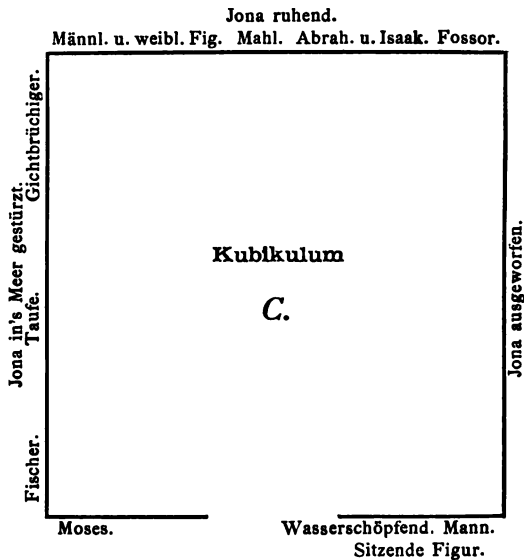 Jona ruhend.
Männl. u. weibl. Fig. Mahl. Abrah. u. Isaak. Fossor.
Jona in's Meer gestürzt.
Fischer. Taufe. Gichtbrüchiger.
Kubikulum
C.
Jona ausgeworfen.
Moses. Wasserschöpfend. Mann.
Sitzende Figur.